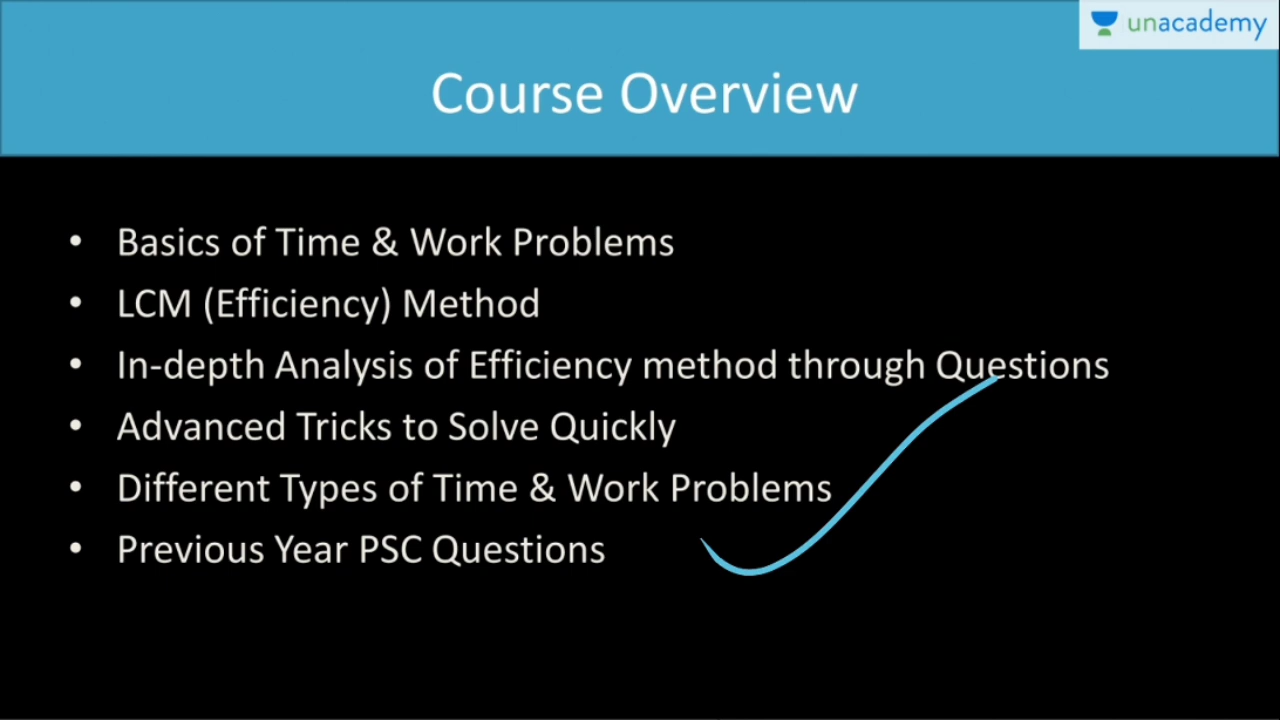 unacademy
Course Overview
• Basics of Time & Work Problems
• LCM (Efficiency) Method
• In-depth Analysis of Efficiency method through Questions
• Advanced Tricks to Solve Quickly
• Different Types of Time & Work Problems
• Previous Year PSC Questions